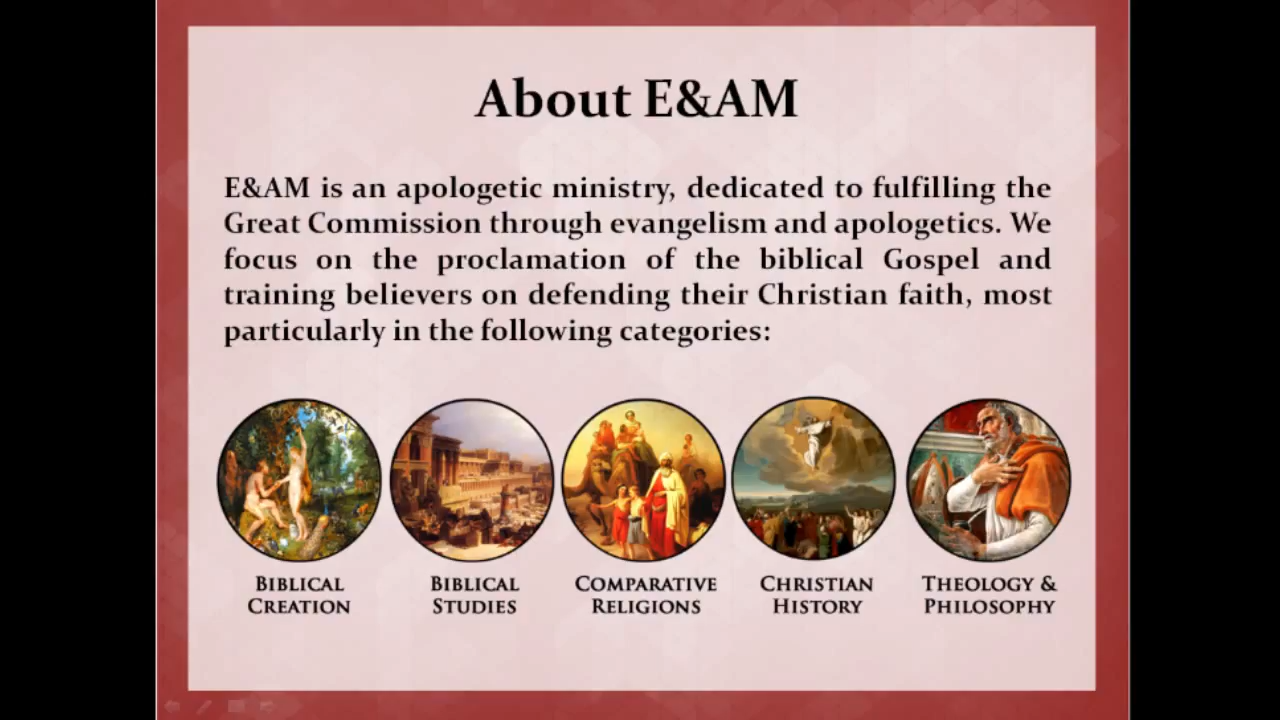 About E&AM
E&AM is an apologetic ministry, dedicated to fulfilling the
Great Commission through evangelism and apologetics. We
focus on the proclamation of the biblical Gospel and
training believers on defending their Christian faith, most
particularly in the following categories:
BIBLICAL
CREATION
BIBLICAL
STUDIES
COMPARATIVE
RELIGIONS
CHRISTIAN
HISTORY
THEOLOGY &
PHILOSOPHY